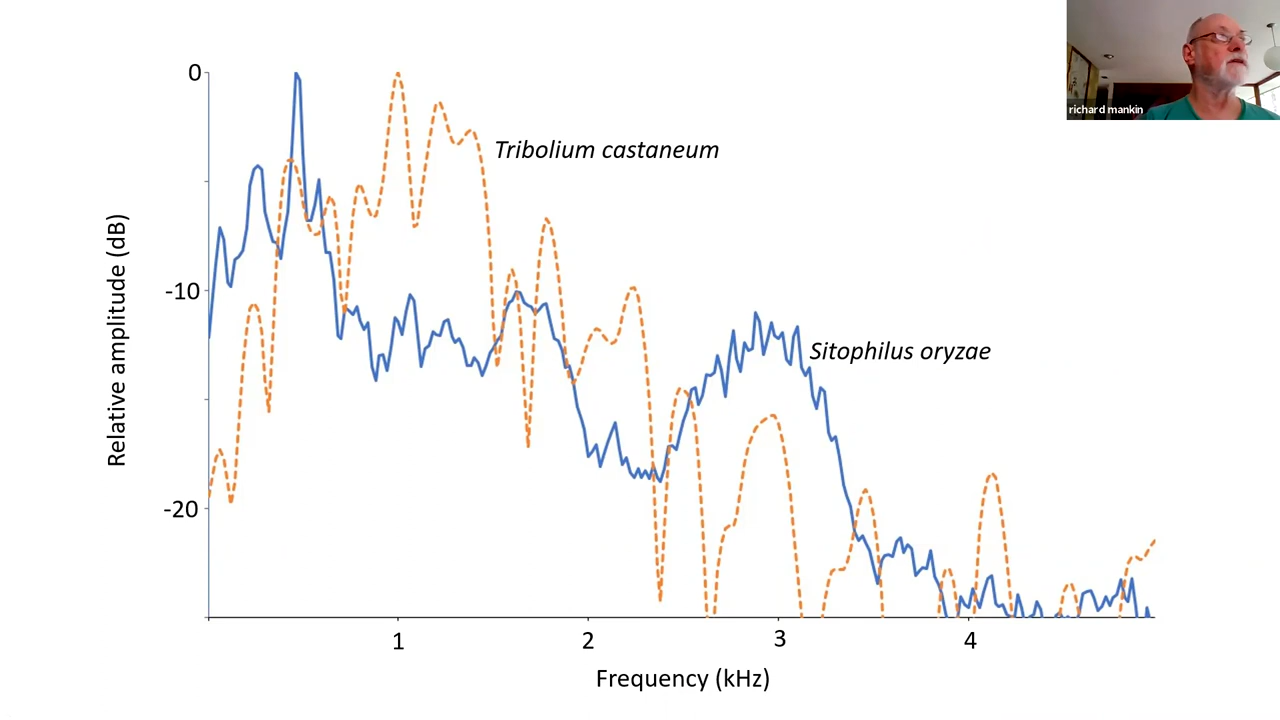 richard mankin
0
Tribolium castaneum
Relative amplitude (dB)
-10
Sitophilus oryzae
-20
1
2
3
4
Frequency (kHz)